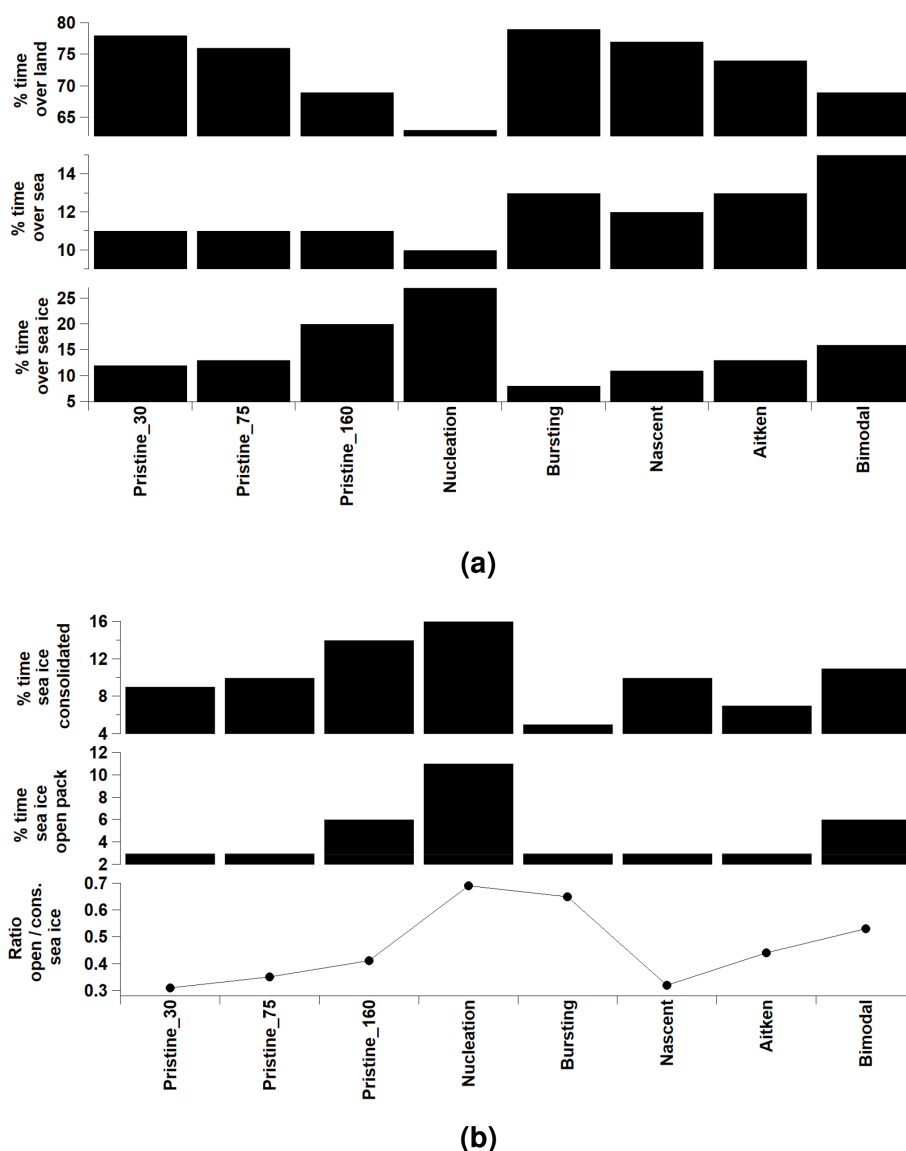 % time
over land
80
75
70
65
% time
over sea
14
12
10
% time
over sea ice
25
20
15
10
5
Pristine_30
Pristine_75
Pristine_160
Nucleation
Bursting
Nascent
Aitken
Bimodal
(a)
% time
sea ice
consolidated
16
12
8
4
% time
sea ice
open pack
12
10
8
6
4
2
Ratio
open / cons.
sea ice
0.7
0.6
0.5
0.4
0.3
Pristine_30
Pristine_75
Pristine_160
Nucleation
Bursting
Nascent
Aitken
Bimodal
(b)